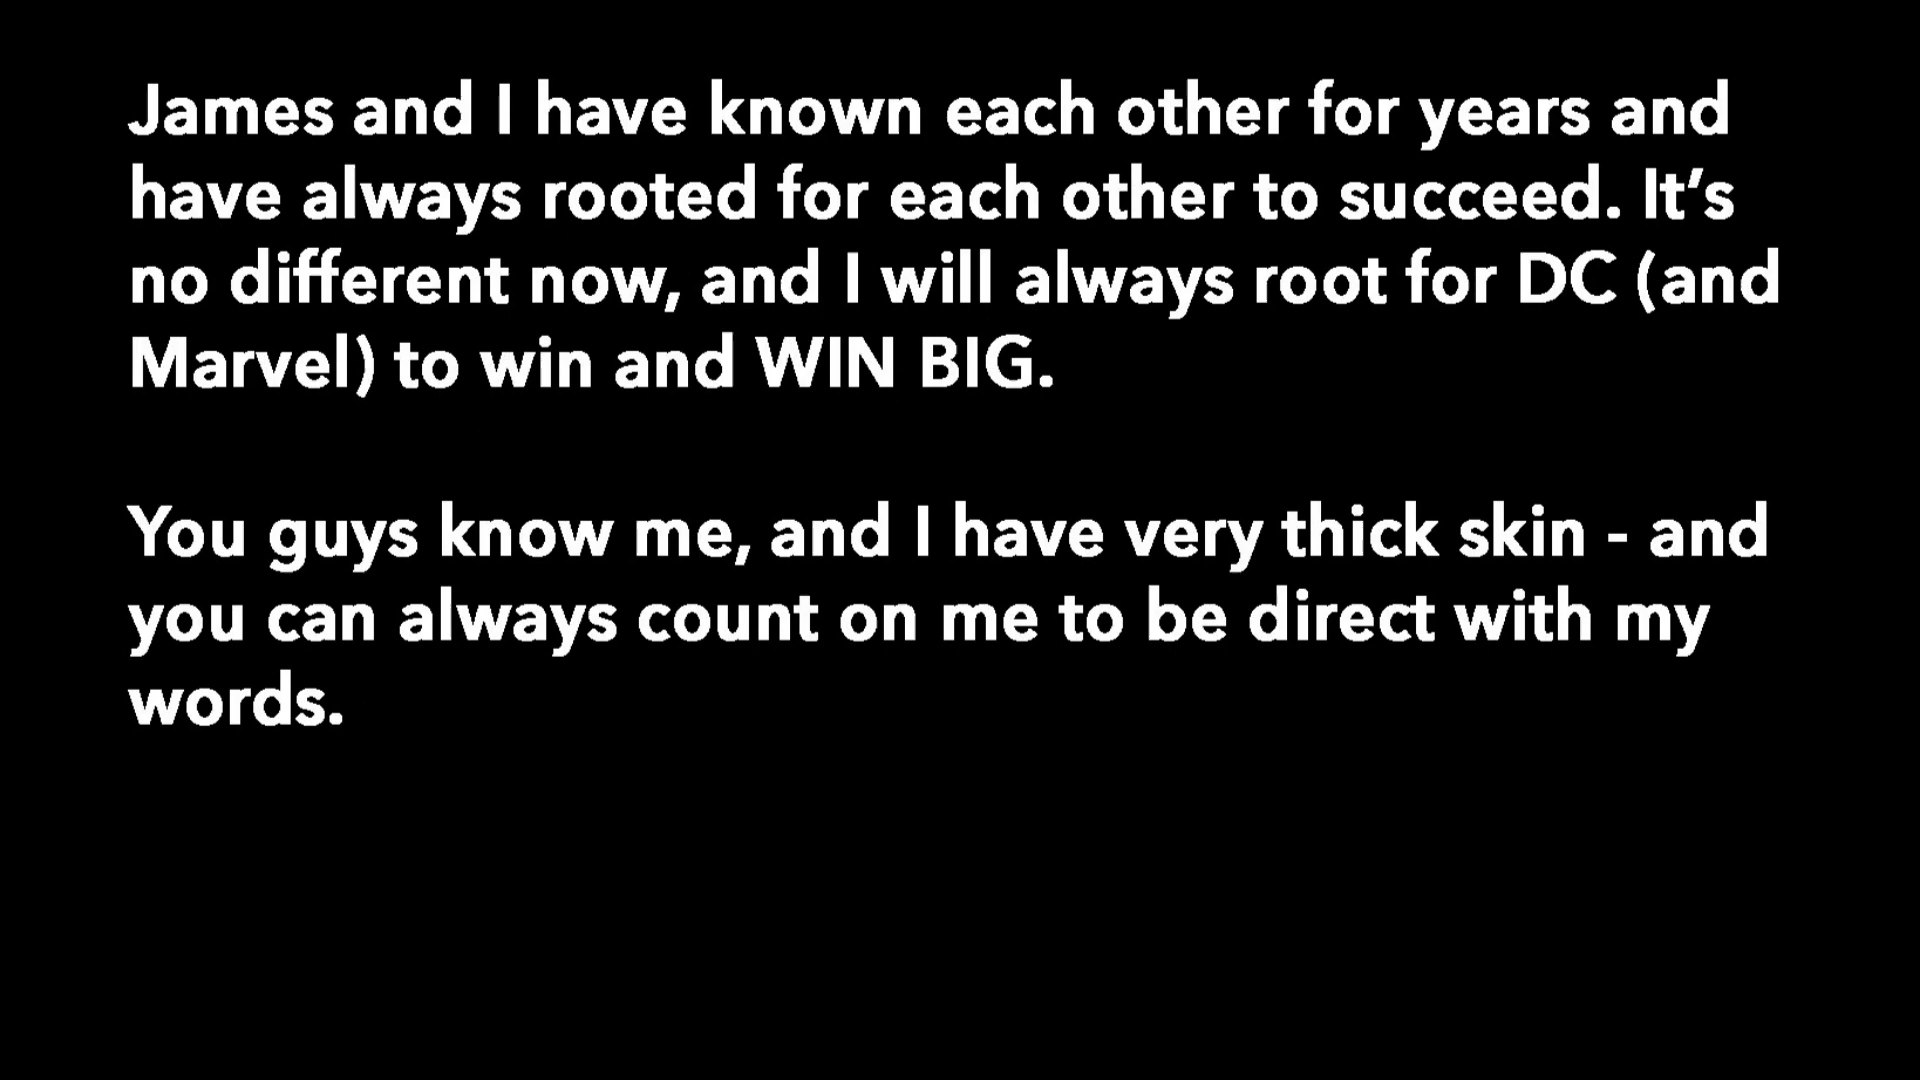 James and I have known each other for years and
have always rooted for each other to succeed. It’s
no different now, and I will always root for DC (and
Marvel) to win and WIN BIG.
You guys know me, and I have very thick skin - and
you can always count on me to be direct with my
words.